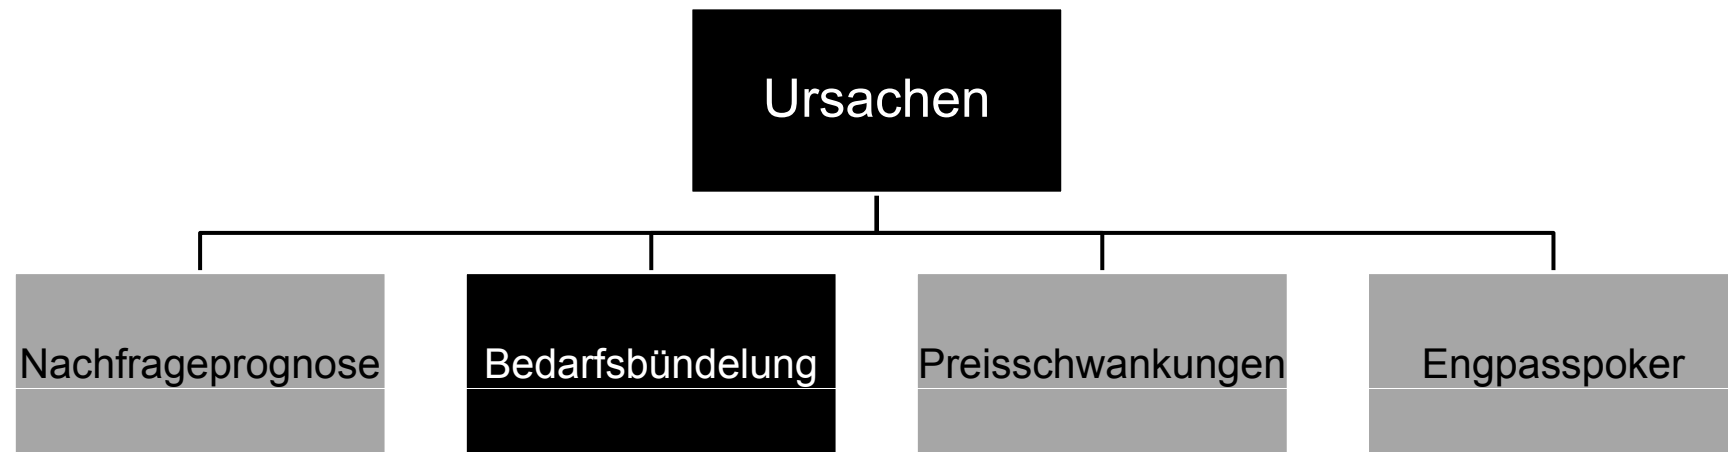 Ursachen
Nachfrageprognose
Bedarfsbündelung
Preisschwankungen
Engpasspoker